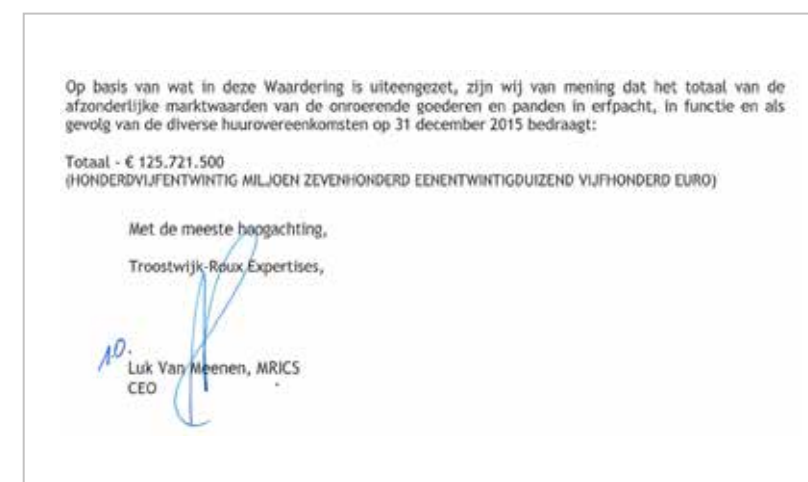 Op basis van wat in deze Waardering is uiteengezet, zijn wij van mening dat het totaal van de
afzonderlijke marktwaarden van de onroerende goederen en panden in erfpacht, in functie en als
gevolg van de diverse huurovereenkomsten op 31 december 2015 bedraagt:
Totaal - € 125.721.500
(HONDERDVIJFENTWINTIG MILJOEN ZEVENHONDERD EENENTWINTIGDUIZEND VIJFHONDERD EURO)
Met de meeste hoogachting,
Troostwijk-Roux Expertises,
Luk Van Meenen, MRICS
CEO